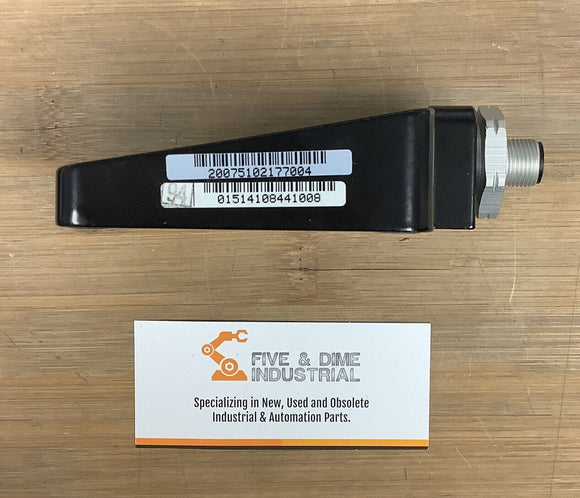 20075102177004
01514108441008
FIVE & DIME
INDUSTRIAL
Specializing in New, Used and Obsolete
Industrial & Automation Parts.